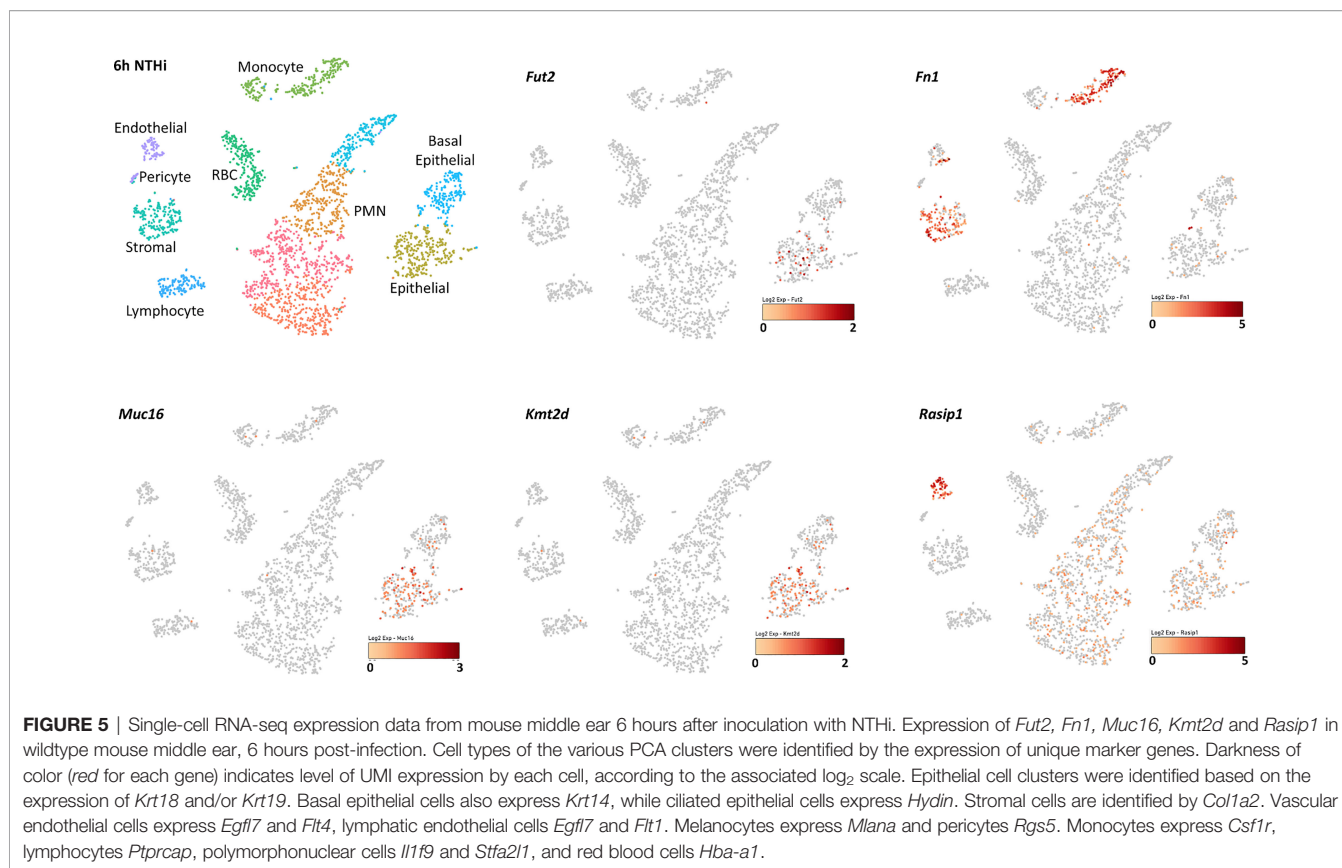 6h NTHi
Monocyte
Endothelial
Pericyte
RBC
Stromal
Lymphocyte
PMN
Basal
Epithelial
Epithelial
Fut2
Log2 Exp - Fut2
0 2
Fn1
Log2 Exp - Fn1
0 5
Muc16
Log2 Exp - Muc16
0 3
Kmt2d
Log2 Exp - Kmt2d
0 2
Rasip1
Log2 Exp - Rasip1
0 5
FIGURE 5 | Single-cell RNA-seq expression data from mouse middle ear 6 hours after inoculation with NTHi. Expression of Fut2, Fn1, Muc16, Kmt2d and Rasip1 in
wildtype mouse middle ear, 6 hours post-infection. Cell types of the various PCA clusters were identified by the expression of unique marker genes. Darkness of
color (red for each gene) indicates level of UMI expression by each cell, according to the associated log₂ scale. Epithelial cell clusters were identified based on the
expression of Krt18 and/or Krt19. Basal epithelial cells also express Krt14, while ciliated epithelial cells express Hydin. Stromal cells are identified by Col1a2. Vascular
endothelial cells express Egfl7 and Flt4, lymphatic endothelial cells Egfl7 and Flt1. Melanocytes express Mlana and pericytes Rgs5. Monocytes express Csf1r,
lymphocytes Ptprcap, polymorphonuclear cells Il1f9 and Stfa2l1, and red blood cells Hba-a1.